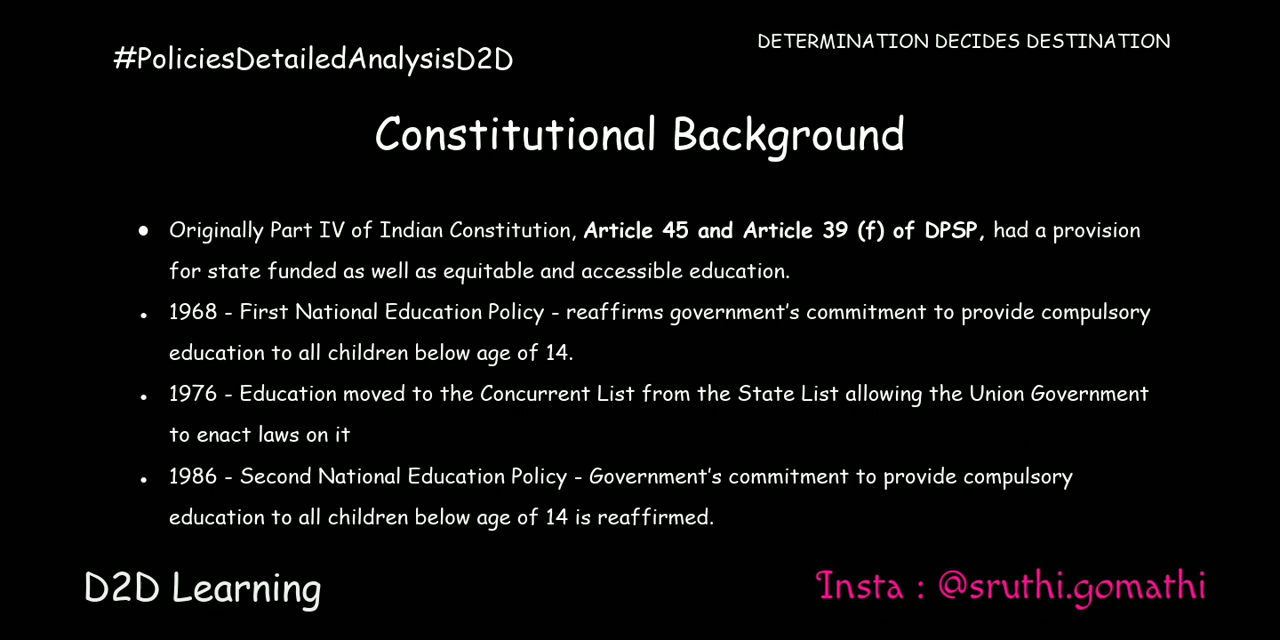 #PoliciesDetailedAnalysisD2D
DETERMINATION DECIDES DESTINATION
Constitutional Background
● Originally Part IV of Indian Constitution, Article 45 and Article 39 (f) of DPSP, had a provision
for state funded as well as equitable and accessible education.
• 1968 - First National Education Policy - reaffirms government's commitment to provide compulsory
education to all children below age of 14.
• 1976 - Education moved to the Concurrent List from the State List allowing the Union Government
to enact laws on it
• 1986 - Second National Education Policy - Government's commitment to provide compulsory
education to all children below age of 14 is reaffirmed.
D2D Learning
Insta : @sruthi.gomathi